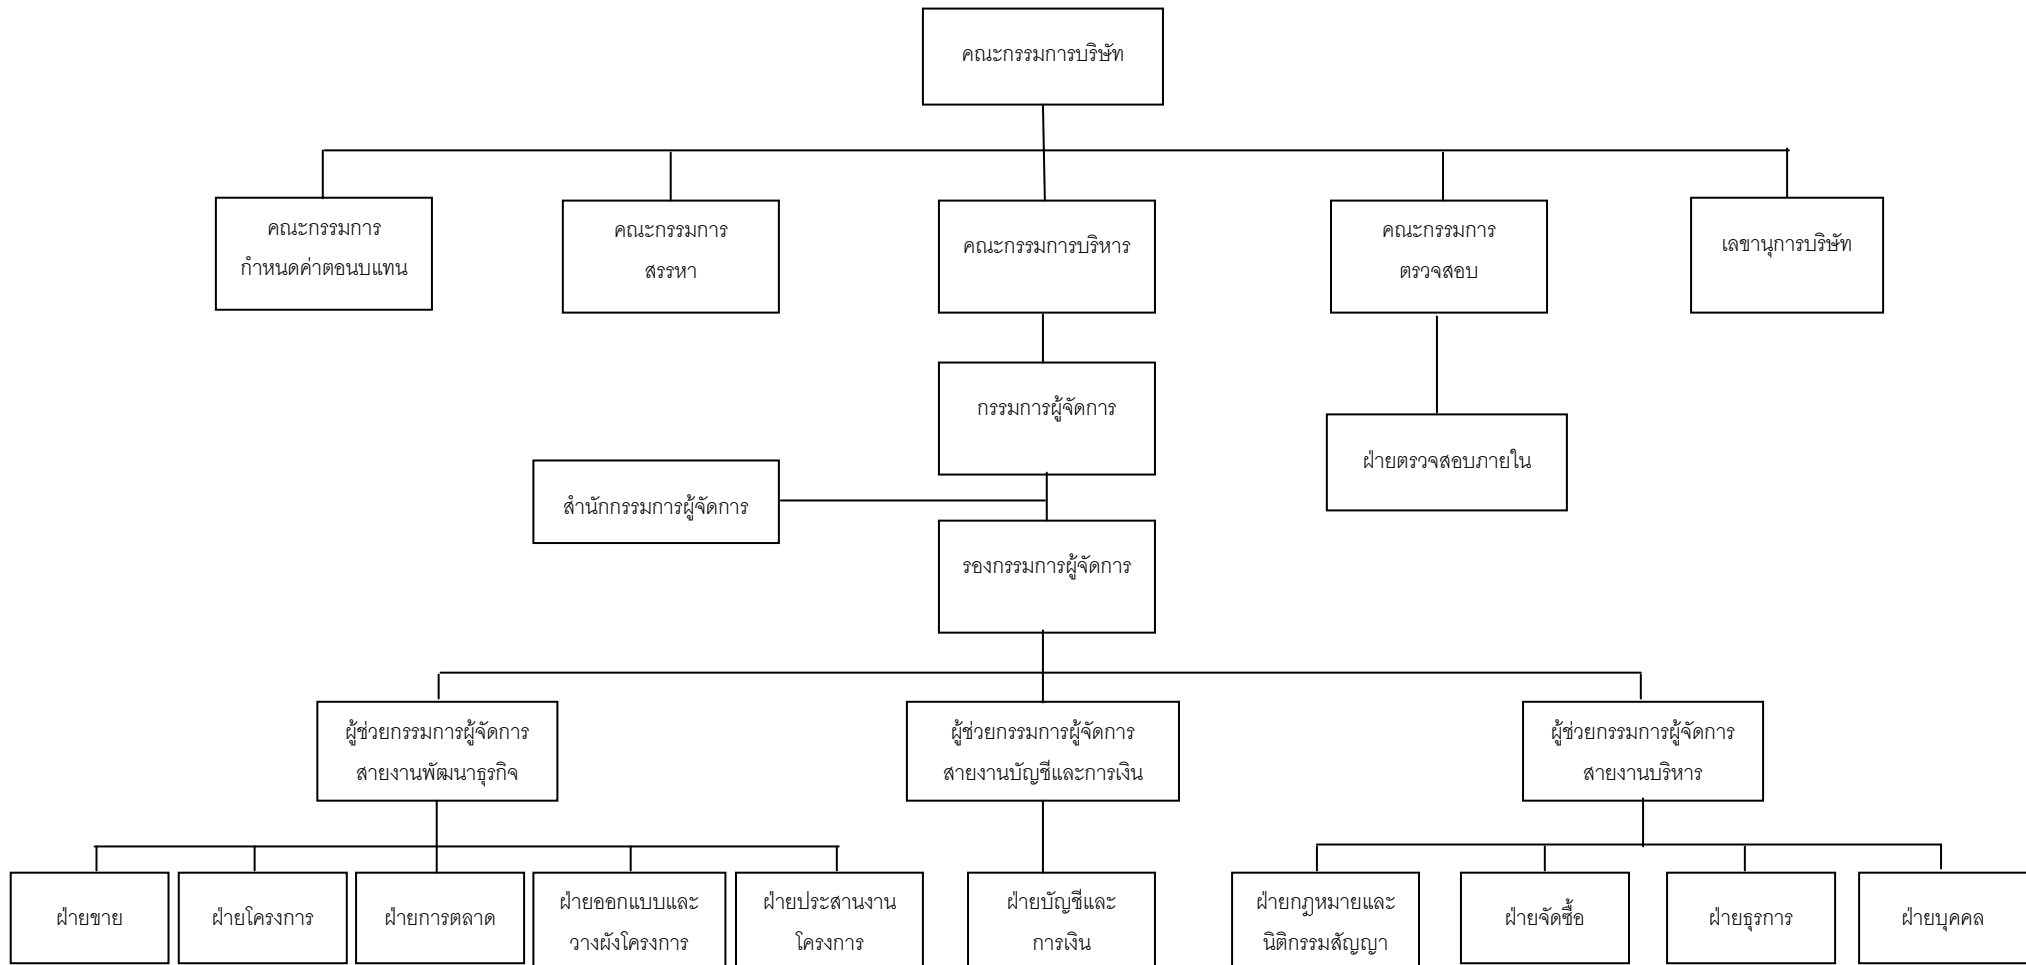 คณะกรรมการบริษัท
คณะกรรมการ
กำหนดค่าตอบแทน
คณะกรรมการ
สรรหา
คณะกรรมการบริหาร
คณะกรรมการ
ตรวจสอบ
เลขานุการบริษัท
กรรมการผู้จัดการ
ฝ่ายตรวจสอบภายใน
สำนักกรรมการผู้จัดการ
รองกรรมการผู้จัดการ
ผู้ช่วยกรรมการผู้จัดการ
สายงานพัฒนาธุรกิจ
ผู้ช่วยกรรมการผู้จัดการ
สายงานบัญชีและการเงิน
ผู้ช่วยกรรมการผู้จัดการ
สายงานบริหาร
ฝ่ายขาย
ฝ่ายโครงการ
ฝ่ายการตลาด
ฝ่ายออกแบบและ
วางผังโครงการ
ฝ่ายประสานงาน
โครงการ
ฝ่ายบัญชีและ
การเงิน
ฝ่ายกฎหมายและ
นิติกรรมสัญญา
ฝ่ายจัดซื้อ
ฝ่ายธุรการ
ฝ่ายบุคคล